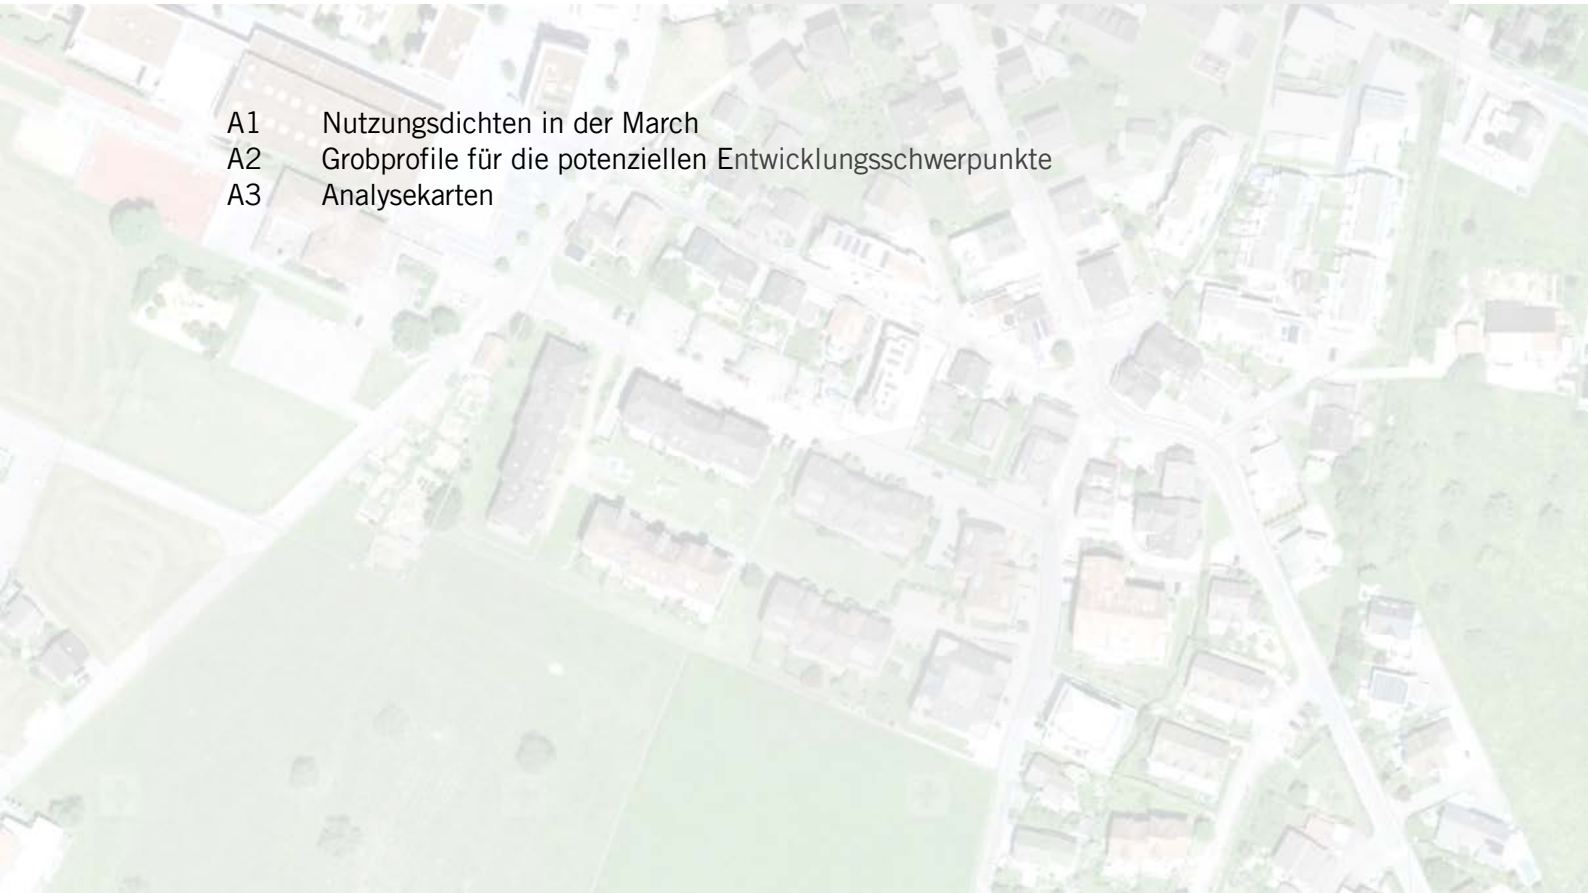 A1 Nutzungsdichten in der March
A2 Grobprofile für die potenziellen Entwicklungsschwerpunkte
A3 Analysekarten